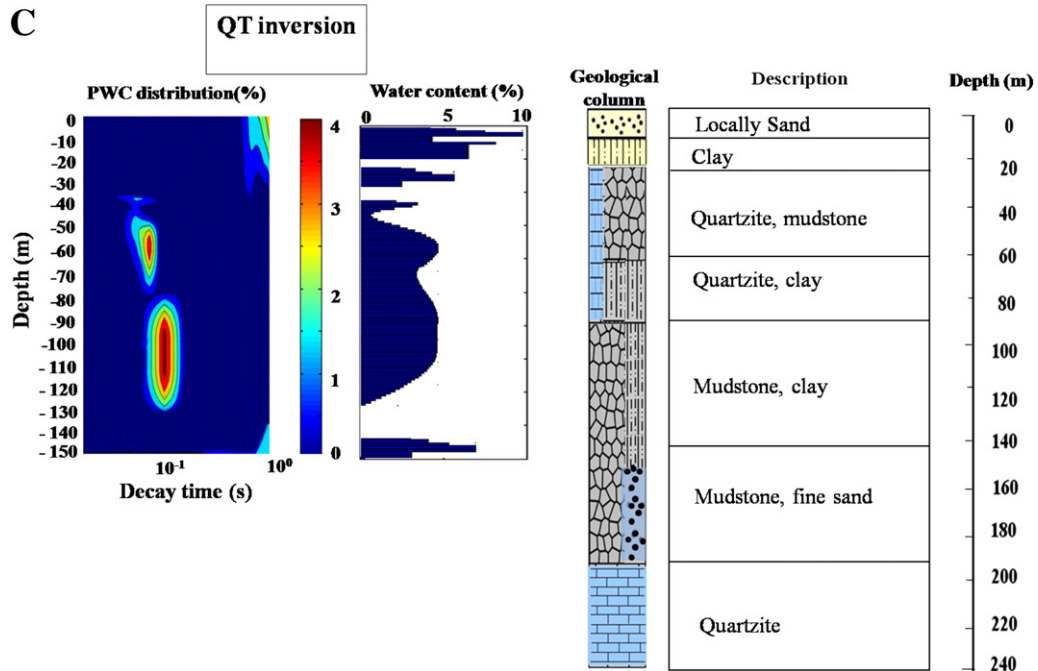 C
QT inversion
PWC distribution(%)
0
-10
-20
-30
-40
-50
-60
-70
-80
-90
-100
-110
-120
-130
-140
-150
Depth (m)
10-1
100
Decay time (s)
4
3
2
1
0
Water content (%)
0
5
10
Geological
column
Description
Depth (m)
Locally Sand
Clay
Quartzite, mudstone
Quartzite, clay
Mudstone, clay
Mudstone, fine sand
Quartzite
0
20
40
60
80
100
120
140
160
180
200
220
240